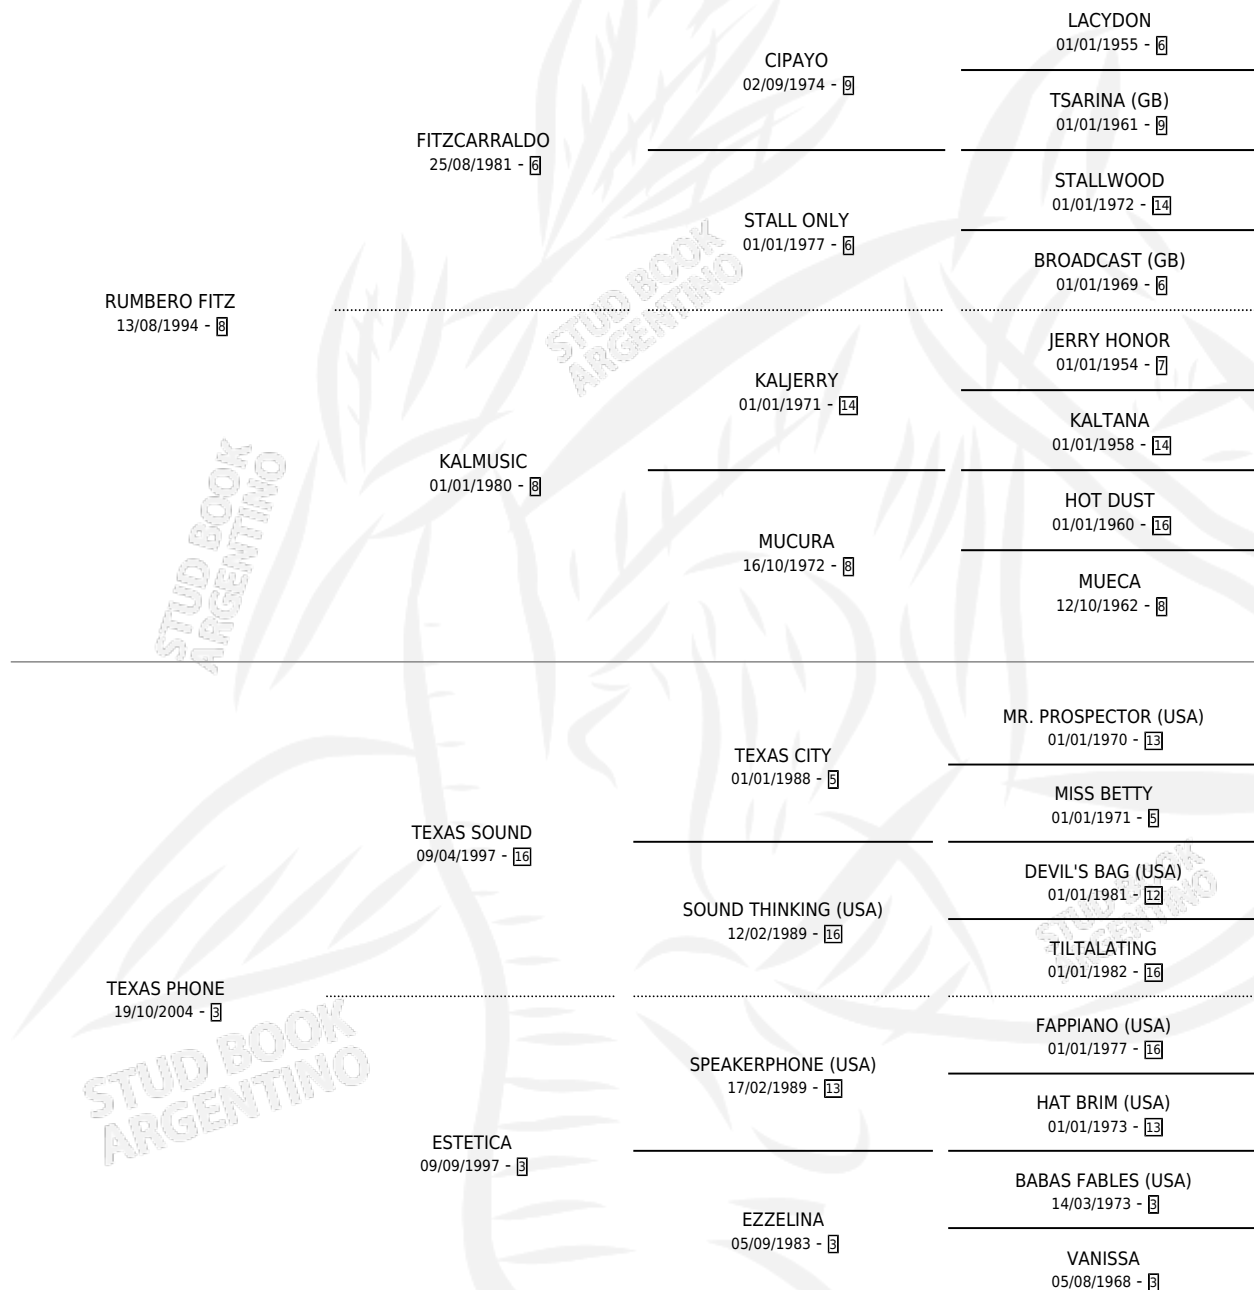 LACYDON
01/01/1955 - 6
CIPAYO
02/09/1974 - 9
TSARINA (GB)
01/01/1961 - 9
FITZCARRALDO
25/08/1981 - 6
STALLWOOD
01/01/1972 - 14
STALL ONLY
01/01/1977 - 6
BROADCAST (GB)
01/01/1969 - 6
RUMBERO FITZ
13/08/1994 - 8
JERRY HONOR
01/01/1954 - 7
KALJERRY
01/01/1971 - 14
KALTANA
01/01/1958 - 14
KALMUSIC
01/01/1980 - 8
HOT DUST
01/01/1960 - 16
MUCURA
16/10/1972 - 8
MUECA
12/10/1962 - 8
STUD BOOK
ARGENTINO
STUD BOOK
ARGENTINO
MR. PROSPECTOR (USA)
01/01/1970 - 13
TEXAS CITY
01/01/1988 - 5
MISS BETTY
01/01/1971 - 5
TEXAS SOUND
09/04/1997 - 16
DEVIL'S BAG (USA)
01/01/1981 - 12
SOUND THINKING (USA)
12/02/1989 - 16
TILTALATING
01/01/1982 - 16
TEXAS PHONE
19/10/2004 - 3
FAPPIANO (USA)
01/01/1977 - 16
SPEAKERPHONE (USA)
17/02/1989 - 13
HAT BRIM (USA)
01/01/1973 - 13
ESTETICA
09/09/1997 - 3
BABAS FABLES (USA)
14/03/1973 - 3
EZZELINA
05/09/1983 - 3
VANISSA
05/08/1968 - 3
STUD BOOK
ARGENTINO
STUD BOOK
ARGENTINO